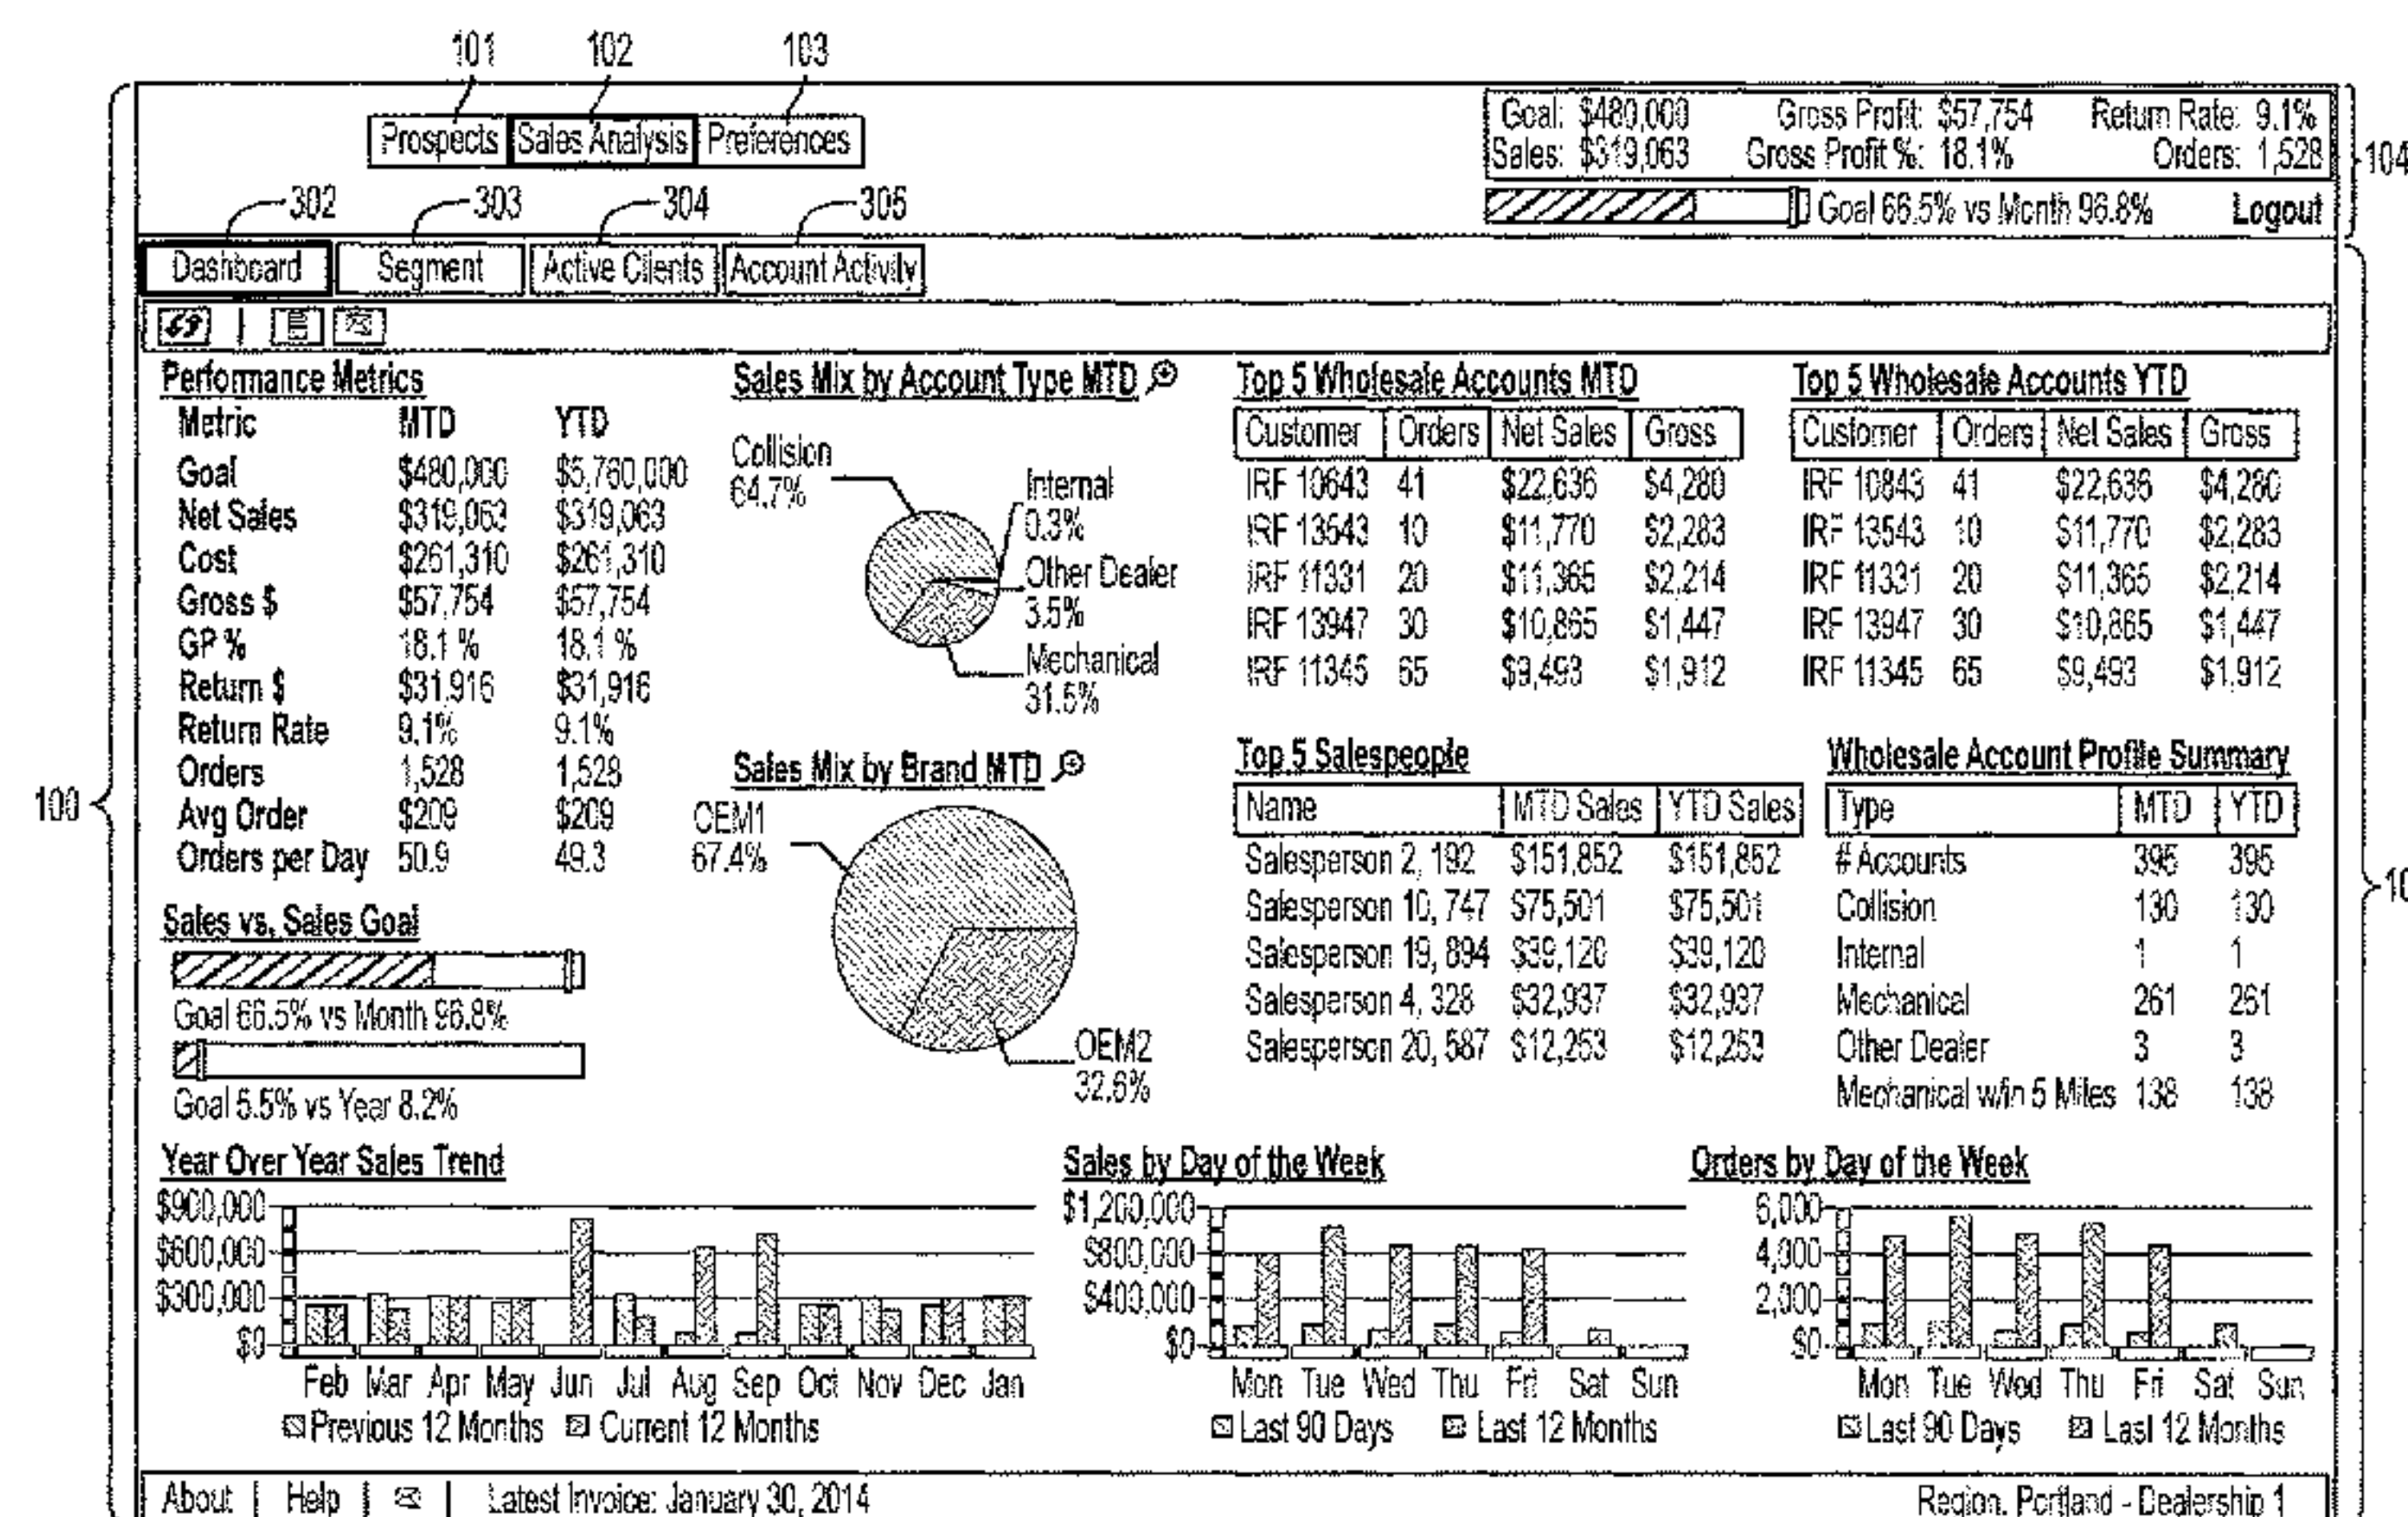 101 102 103
Prospects Sales Analysis Preferences
Goal: $480,000 Gross Profit: $57,754 Return Rate: 9.1%
Sales: $319,063 Gross Profit %: 18.1% Orders: 1,528
104
Goal 66.5% vs Month 96.8% Logout
302 303 304 305
Dashboard Segment Active Clients Account Activity
100
Performance Metrics
Metric MTD YTD
Goal $480,000 $5,760,000
Net Sales $319,063 $319,063
Cost $261,310 $261,310
Gross $ $57,754 $57,754
GP % 18.1 % 18.1 %
Return $ $31,916 $31,916
Return Rate 9.1% 9.1%
Orders 1,528 1,528
Avg Order $209 $209
Orders per Day 50.9 49.3
Sales vs. Sales Goal
Goal 66.5% vs Month 96.8%
Goal 5.5% vs Year 8.2%
Sales Mix by Account Type MTD
Collision
64.7%
Internal
0.3%
Other Dealer
3.5%
Mechanical
31.5%
Sales Mix by Brand MTD
OEM1
67.4%
OEM2
32.6%
Top 5 Wholesale Accounts MTD
Customer Orders Net Sales Gross
IRF 10643 41 $22,636 $4,280
IRF 13543 10 $11,770 $2,283
IRF 11331 20 $11,365 $2,214
IRF 13947 30 $10,865 $1,447
IRF 11345 65 $9,493 $1,912
Top 5 Wholesale Accounts YTD
Customer Orders Net Sales Gross
IRF 10843 41 $22,636 $4,280
IRF 13543 10 $11,770 $2,283
IRF 11331 20 $11,365 $2,214
IRF 13947 30 $10,865 $1,447
IRF 11345 65 $9,493 $1,912
Top 5 Salespeople
Name MTD Sales YTD Sales
Salesperson 2, 192 $151,852 $151,852
Salesperson 10, 747 $75,501 $75,501
Salesperson 19, 894 $39,120 $39,120
Salesperson 4, 328 $32,937 $32,937
Salesperson 20, 587 $12,253 $12,253
Wholesale Account Profile Summary
Type MTD YTD
# Accounts 395 395
Collision 130 130
Internal 1 1
Mechanical 261 261
Other Dealer 3 3
Mechanical w/in 5 Miles 138 138
10
Year Over Year Sales Trend
$900,000
$600,000
$300,000
$0
Feb Mar Apr May Jun Jul Aug Sep Oct Nov Dec Jan
Previous 12 Months Current 12 Months
Sales by Day of the Week
$1,200,000
$800,000
$400,000
$0
Mon Tue Wed Thu Fri Sat Sun
Last 90 Days Last 12 Months
Orders by Day of the Week
6,000
4,000
2,000
$0
Mon Tue Wed Thu Fri Sat Sun
Last 90 Days Last 12 Months
About | Help | | Latest Invoice: January 30, 2014
Region. Portland - Dealership 1